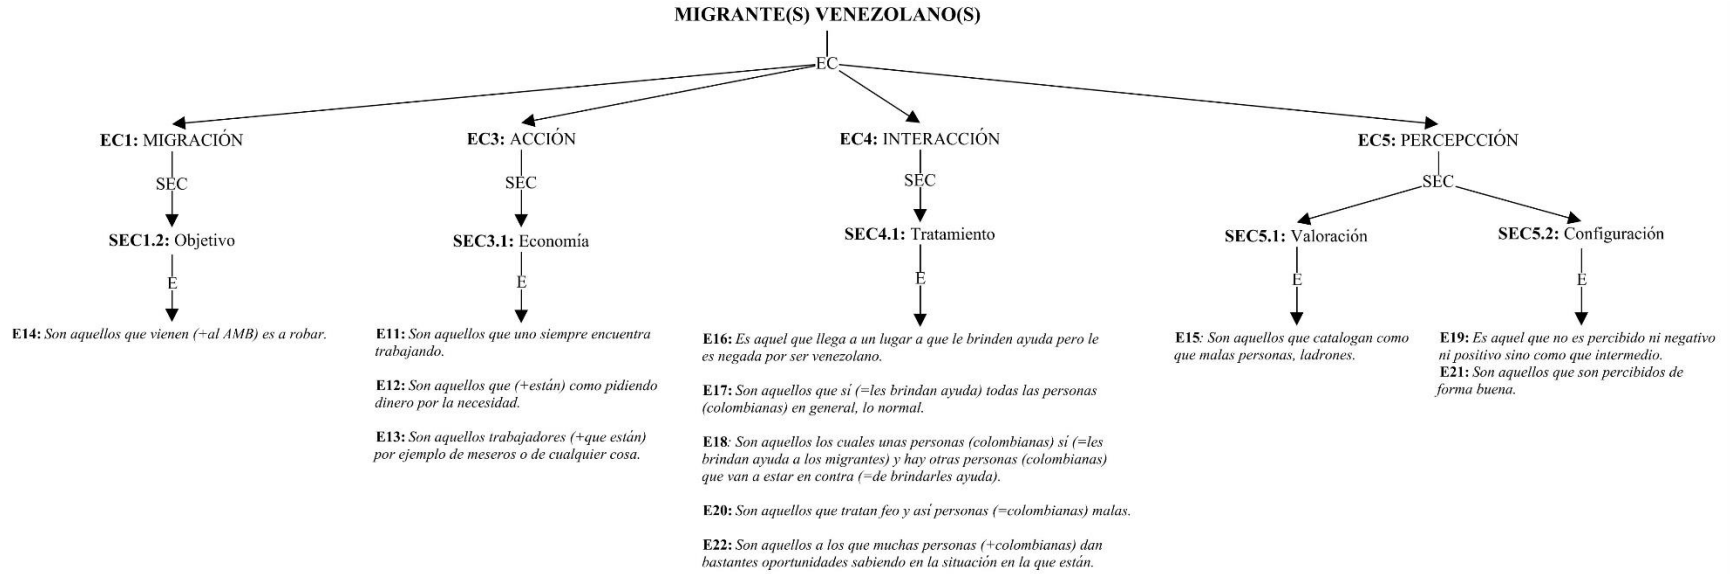 MIGRANTE(S) VENEZOLANO(S)
EC
EC1: MIGRACIÓN
SEC
SEC1.2: Objetivo
E
E14: Son aquellos que vienen (+al AMB) es a robar.
EC3: ACCIÓN
SEC
SEC3.1: Economía
E
E11: Son aquellos que uno siempre encuentra
trabajando.
E12: Son aquellos que (+están) como pidiendo
dinero por la necesidad.
E13: Son aquellos trabajadores (+que están)
por ejemplo de meseros o de cualquier cosa.
EC4: INTERACCIÓN
SEC
SEC4.1: Tratamiento
E
E16: Es aquel que llega a un lugar a que le brinden ayuda pero le
es negada por ser venezolano.
E17: Son aquellos que sí (=les brindan ayuda) todas las personas
(colombianas) en general, lo normal.
E18: Son aquellos los cuales unas personas (colombianas) sí (=les
brindan ayuda a los migrantes) y hay otras personas (colombianas)
que van a estar en contra (=de brindarles ayuda).
E20: Son aquellos que tratan feo y así personas (=colombianas) malas.
E22: Son aquellos a los que muchas personas (+colombianas) dan
bastantes oportunidades sabiendo en la situación en la que están.
EC5: PERCEPCCIÓN
SEC
SEC5.1: Valoración
E
E15: Son aquellos que catalogan como
que malas personas, ladrones.
SEC5.2: Configuración
E
E19: Es aquel que no es percibido ni negativo
ni positivo sino como que intermedio.
E21: Son aquellos que son percibidos de
forma buena.